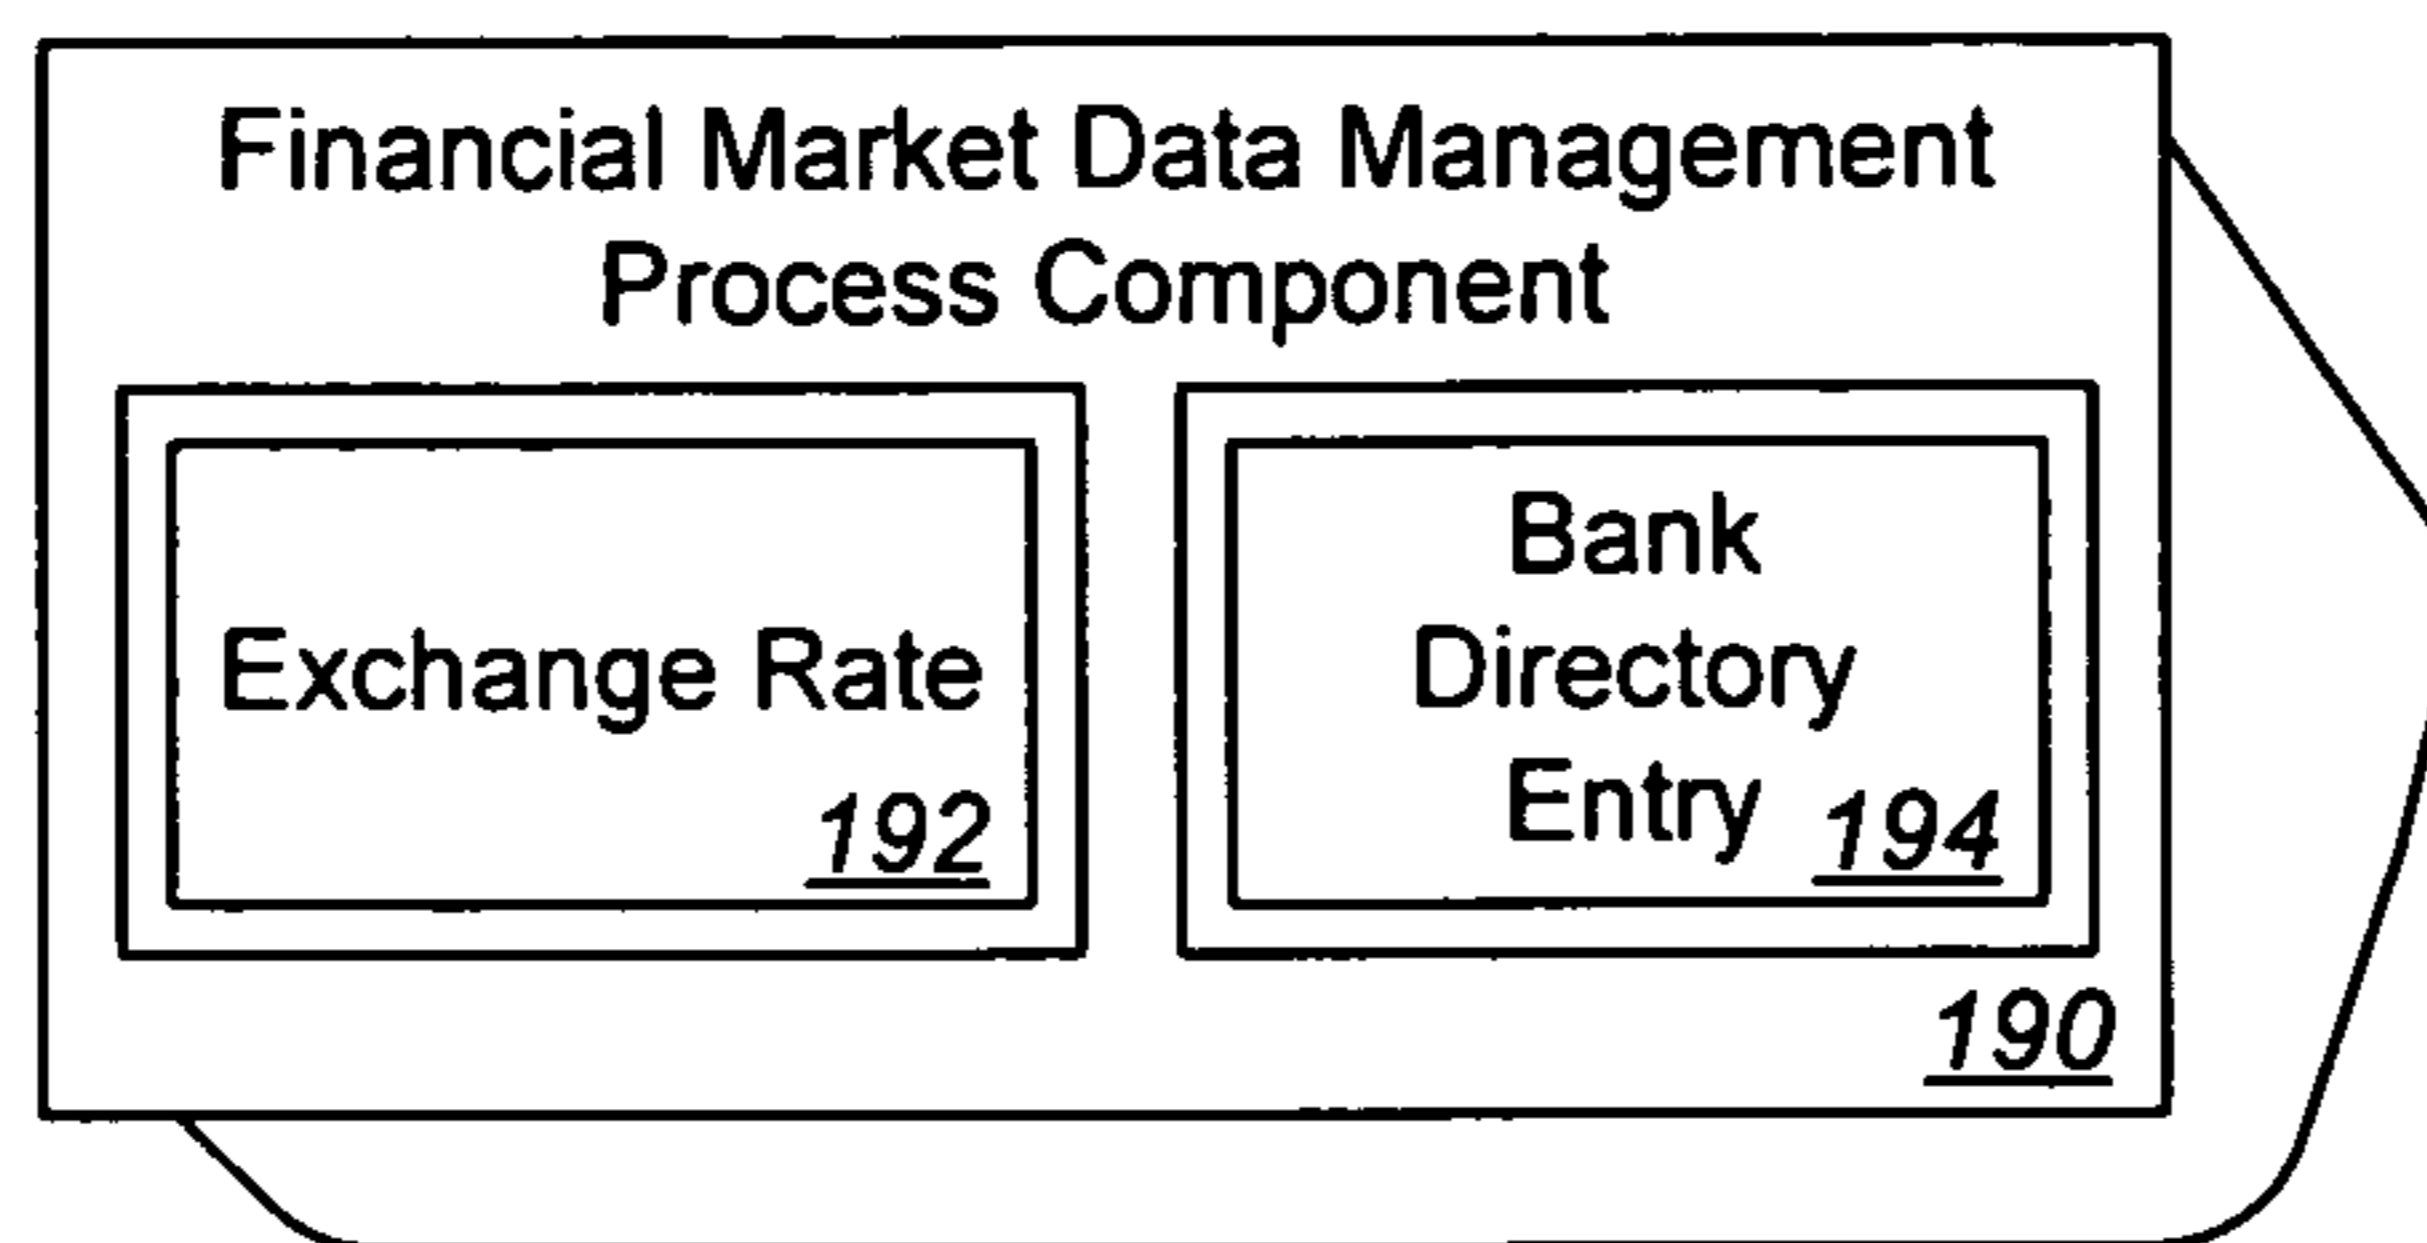 Financial Market Data Management
Process Component
Exchange Rate
192
Bank
Directory
Entry 194
190